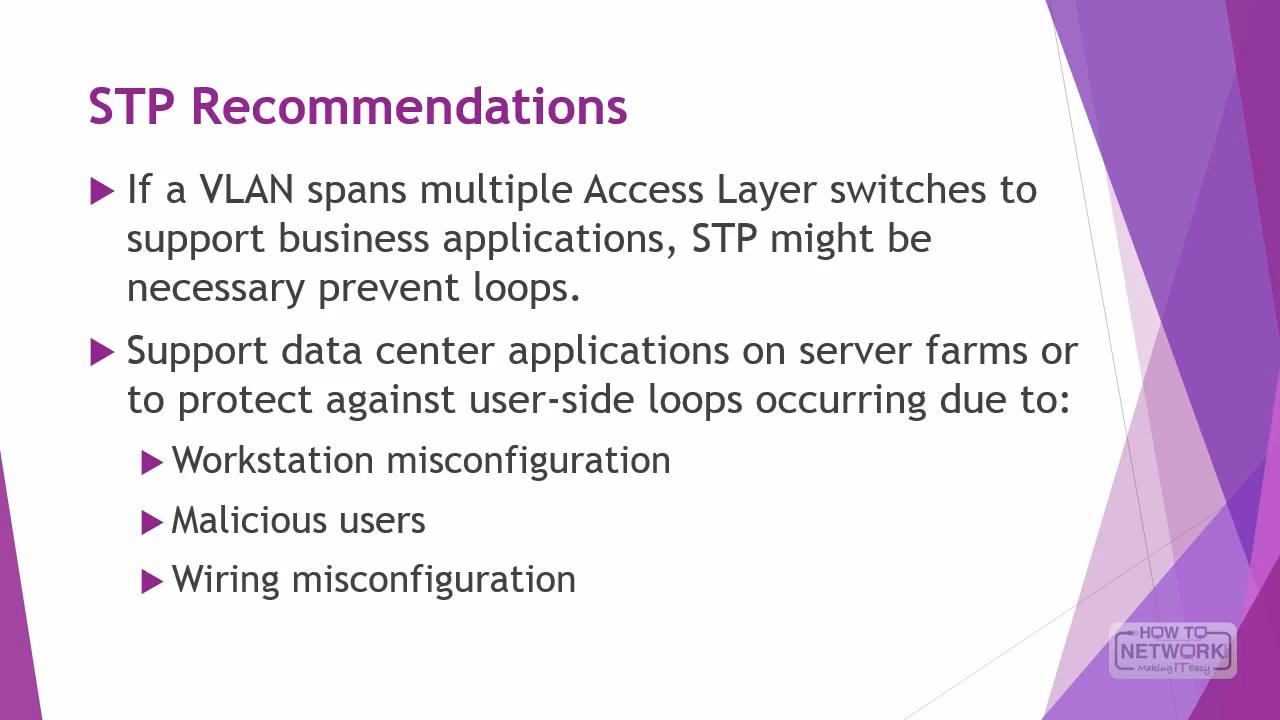 STP Recommendations
If a VLAN spans multiple Access Layer switches to
support business applications, STP might be
necessary prevent loops.
Support data center applications on server farms or
to protect against user-side loops occurring due to:
Workstation misconfiguration
Malicious users
Wiring misconfiguration
HOW TO
NETWORK
Making IT Easy